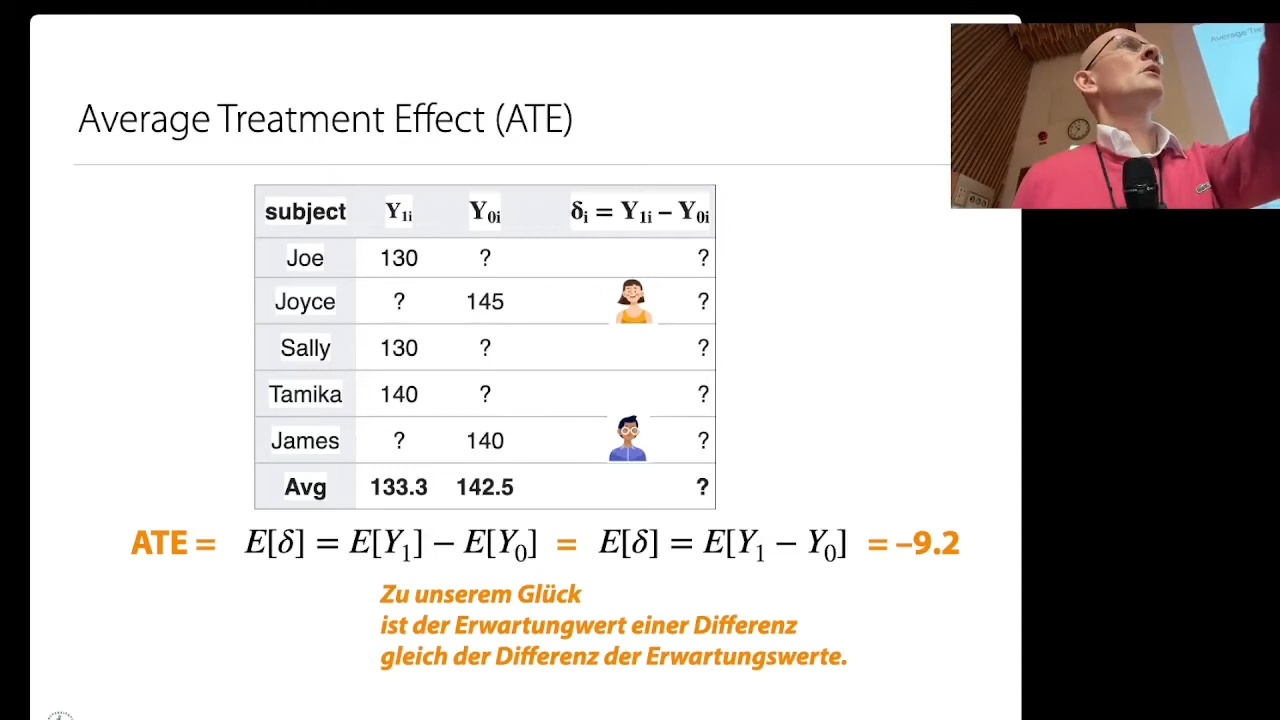 Average Treatment Effect (ATE)
subject Y1i Y0i δi = Y1i – Y0i
Joe 130 ? ?
Joyce ? 145 ?
Sally 130 ? ?
Tamika 140 ? ?
James ? 140 ?
Avg 133.3 142.5 ?
ATE = E[δ] = E[Y1] − E[Y0] = E[δ] = E[Y1 − Y0] = –9.2
Zu unserem Glück
ist der Erwartungwert einer Differenz
gleich der Differenz der Erwartungswerte.